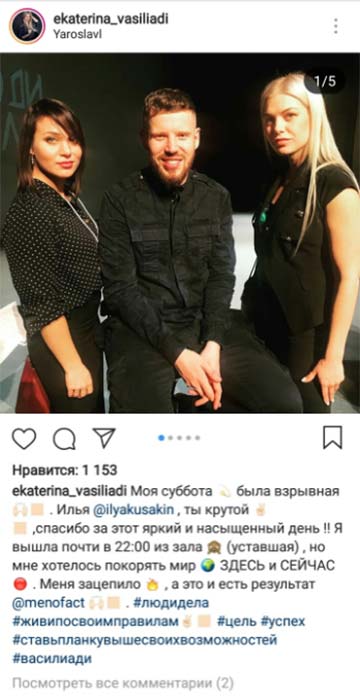 ekaterina_vasiliadi
Yaroslavl
1/5
Нравится: 1 153
ekaterina_vasiliadi Моя суббота 💫 была взрывная
🙌🏻 . Илья @ilyakusakin , ты крутой ✌🏻
,спасибо за этот яркий и насыщенный день !! Я
вышла почти в 22:00 из зала 🙈 (уставшая) , но
мне хотелось покорять мир 🌍 ЗДЕСЬ и СЕЙЧАС
🔴 . Меня зацепило 👌 , а это и есть результат
@menofact 🙌🏻 . #людидела
#живипосвоимправилам✌🏻 #цель #успех
#ставьпланкувышесвоихвозможностей
#василиади
Посмотреть все комментарии (2)